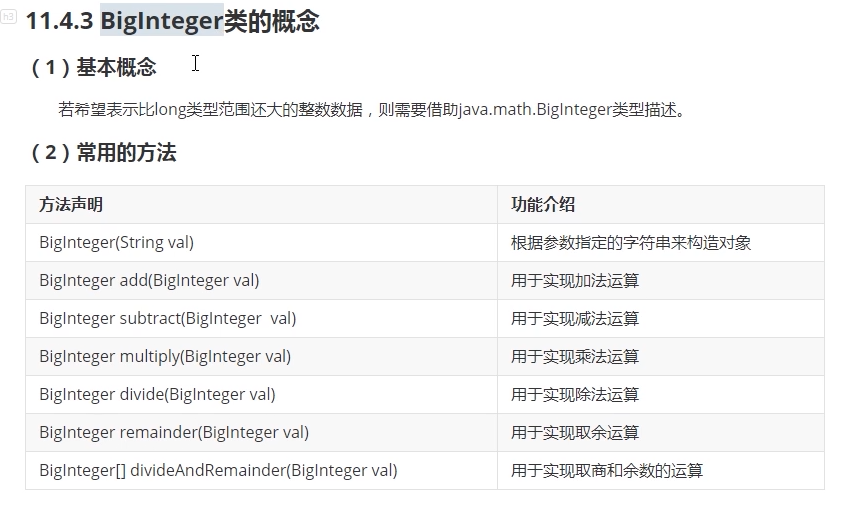 h3
11.4.3 BigInteger类的概念
（1）基本概念
若希望表示比long类型范围还大的整数数据，则需要借助java.math.BigInteger类型描述。
（2）常用的方法
方法声明 功能介绍
BigInteger(String val) 根据参数指定的字符串来构造对象
BigInteger add(BigInteger val) 用于实现加法运算
BigInteger subtract(BigInteger  val) 用于实现减法运算
BigInteger multiply(BigInteger val) 用于实现乘法运算
BigInteger divide(BigInteger val) 用于实现除法运算
BigInteger remainder(BigInteger val) 用于实现取余运算
BigInteger[] divideAndRemainder(BigInteger val) 用于实现取商和余数的运算